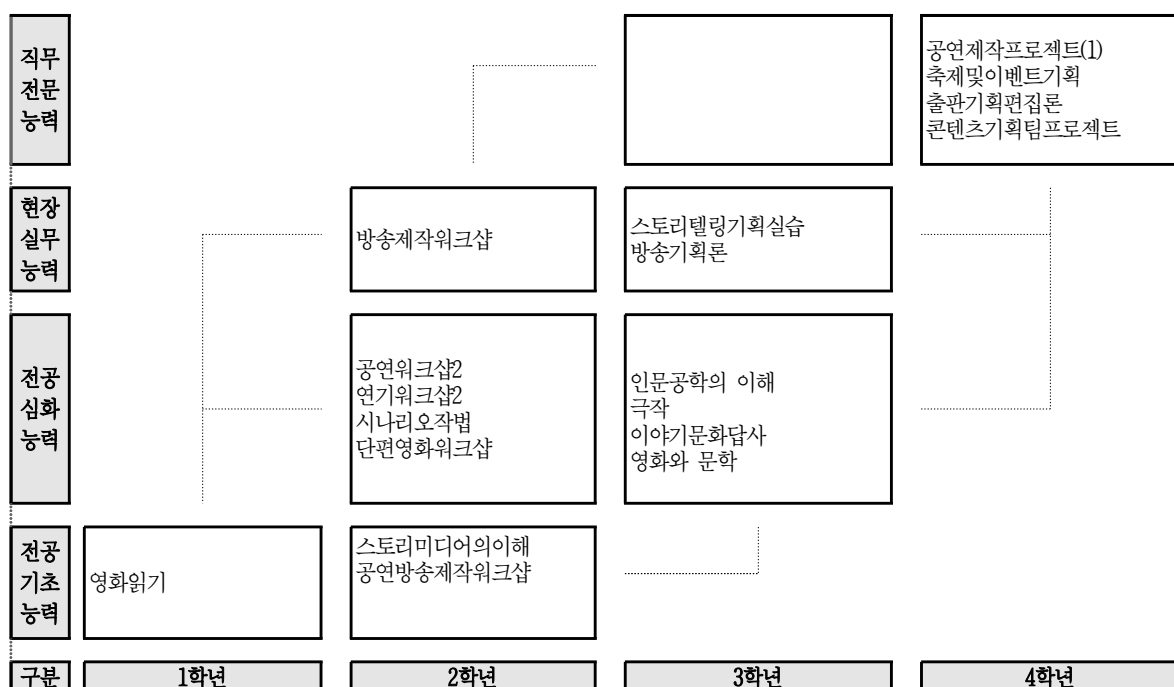 직무
전문
능력
공연제작프로젝트(1)
축제및이벤트기획
출판기획편집론
콘텐츠기획팀프로젝트
현장
실무
능력
방송제작워크샵
스토리텔링기획실습
방송기획론
전공
심화
능력
공연워크샵2
연기워크샵2
시나리오작법
단편영화워크샵
인문공학의 이해
극작
이야기문화답사
영화와 문학
전공
기초
능력
영화읽기
스토리미디어의이해
공연방송제작워크샵
구분
1학년
2학년
3학년
4학년